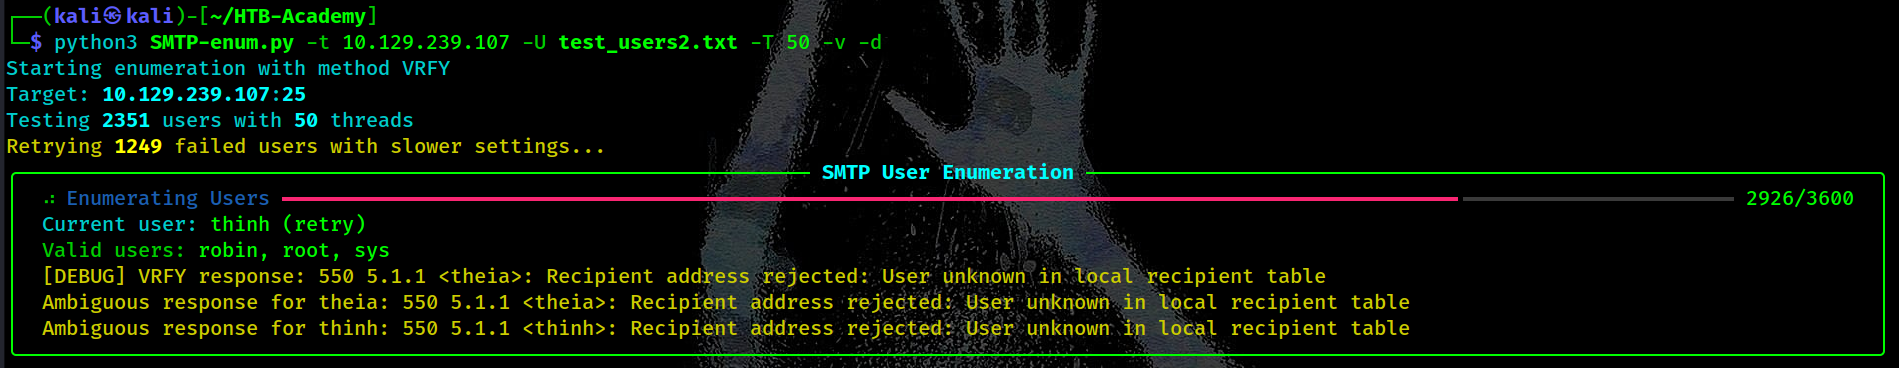 ┌──(kali㉿kali)-[~/HTB-Academy]
└─$ python3 SMTP-enum.py -t 10.129.239.107 -U test_users2.txt -T 50 -v -d
Starting enumeration with method VRFY
Target: 10.129.239.107:25
Testing 2351 users with 50 threads
Retrying 1249 failed users with slower settings...
SMTP User Enumeration
Enumerating Users 2926/3600
Current user: thinh (retry)
Valid users: robin, root, sys
[DEBUG] VRFY response: 550 5.1.1 <theia>: Recipient address rejected: User unknown in local recipient table
Ambiguous response for theia: 550 5.1.1 <theia>: Recipient address rejected: User unknown in local recipient table
Ambiguous response for thinh: 550 5.1.1 <thinh>: Recipient address rejected: User unknown in local recipient table